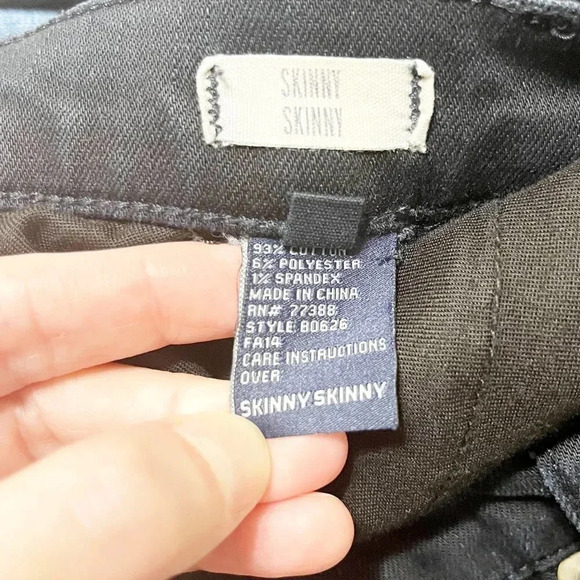 SKINNY
SKINNY
93% COTTON
6% POLYESTER
1% SPANDEX
MADE IN CHINA
RN# 77388
STYLE 80626
FA14
CARE INSTRUCTIONS
OVER
SKINNY SKINNY